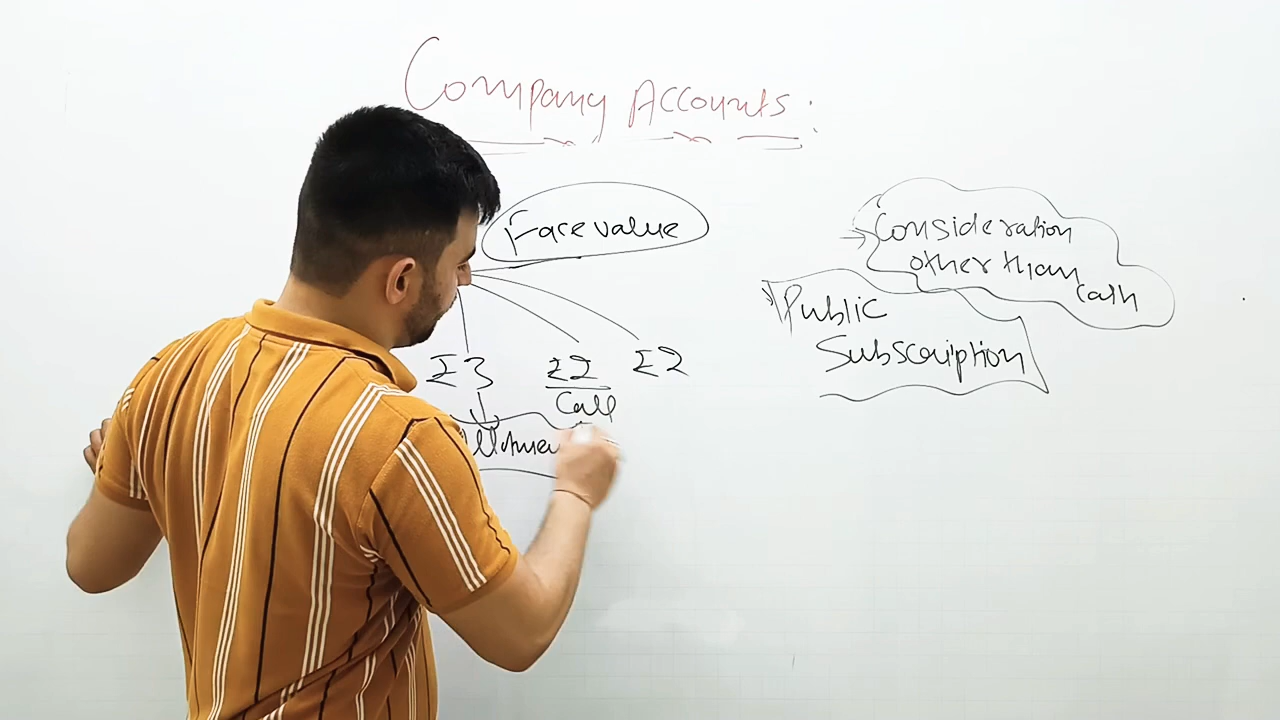 Company Accounts:
Face value
Consideration
other than
cash
Public
Subscription
₹3
₹2
₹2
Call